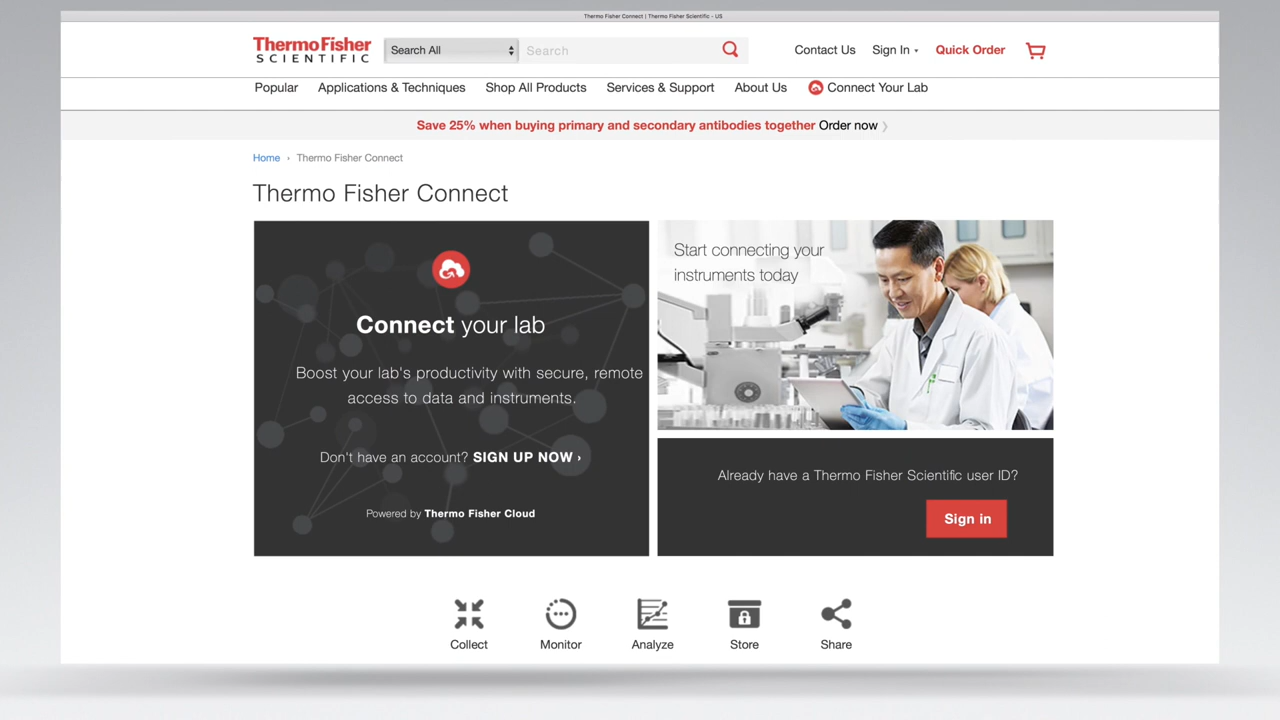 Thermo Fisher Connect | Thermo Fisher Scientific - US
ThermoFisher
SCIENTIFIC
Search All
Search
Contact Us
Sign In
Quick Order
Popular
Applications & Techniques
Shop All Products
Services & Support
About Us
Connect Your Lab
Save 25% when buying primary and secondary antibodies together Order now ›
Home › Thermo Fisher Connect
Thermo Fisher Connect
Connect your lab
Boost your lab's productivity with secure, remote
access to data and instruments.
Don't have an account? SIGN UP NOW ›
Powered by Thermo Fisher Cloud
Start connecting your
instruments today
Already have a Thermo Fisher Scientific user ID?
Sign in
Collect
Monitor
Analyze
Store
Share